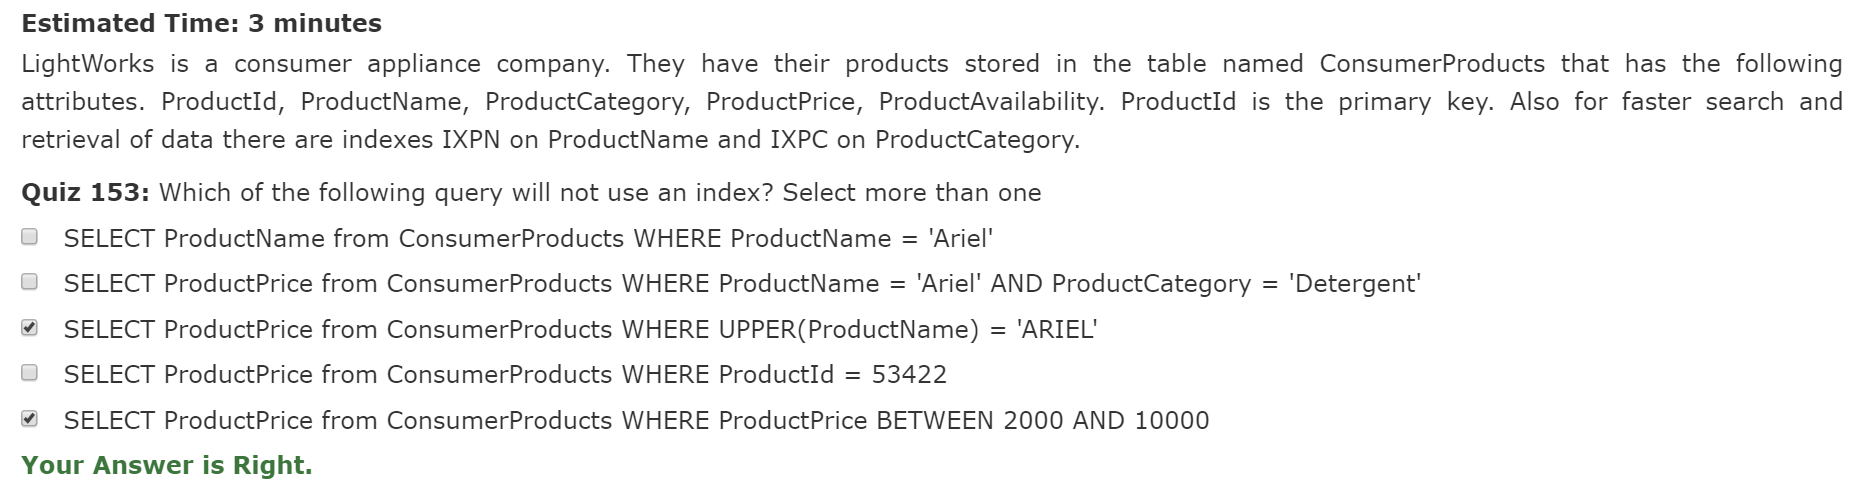 Estimated Time: 3 minutes
LightWorks is a consumer appliance company. They have their products stored in the table named ConsumerProducts that has the following
attributes. ProductId, ProductName, ProductCategory, ProductPrice, ProductAvailability. ProductId is the primary key. Also for faster search and
retrieval of data there are indexes IXPN on ProductName and IXPC on ProductCategory.
Quiz 153: Which of the following query will not use an index? Select more than one
SELECT ProductName from ConsumerProducts WHERE ProductName = 'Ariel'
SELECT ProductPrice from ConsumerProducts WHERE ProductName = 'Ariel' AND ProductCategory = 'Detergent'
SELECT ProductPrice from ConsumerProducts WHERE UPPER(ProductName) = 'ARIEL'
SELECT ProductPrice from ConsumerProducts WHERE ProductId = 53422
SELECT ProductPrice from ConsumerProducts WHERE ProductPrice BETWEEN 2000 AND 10000
Your Answer is Right.